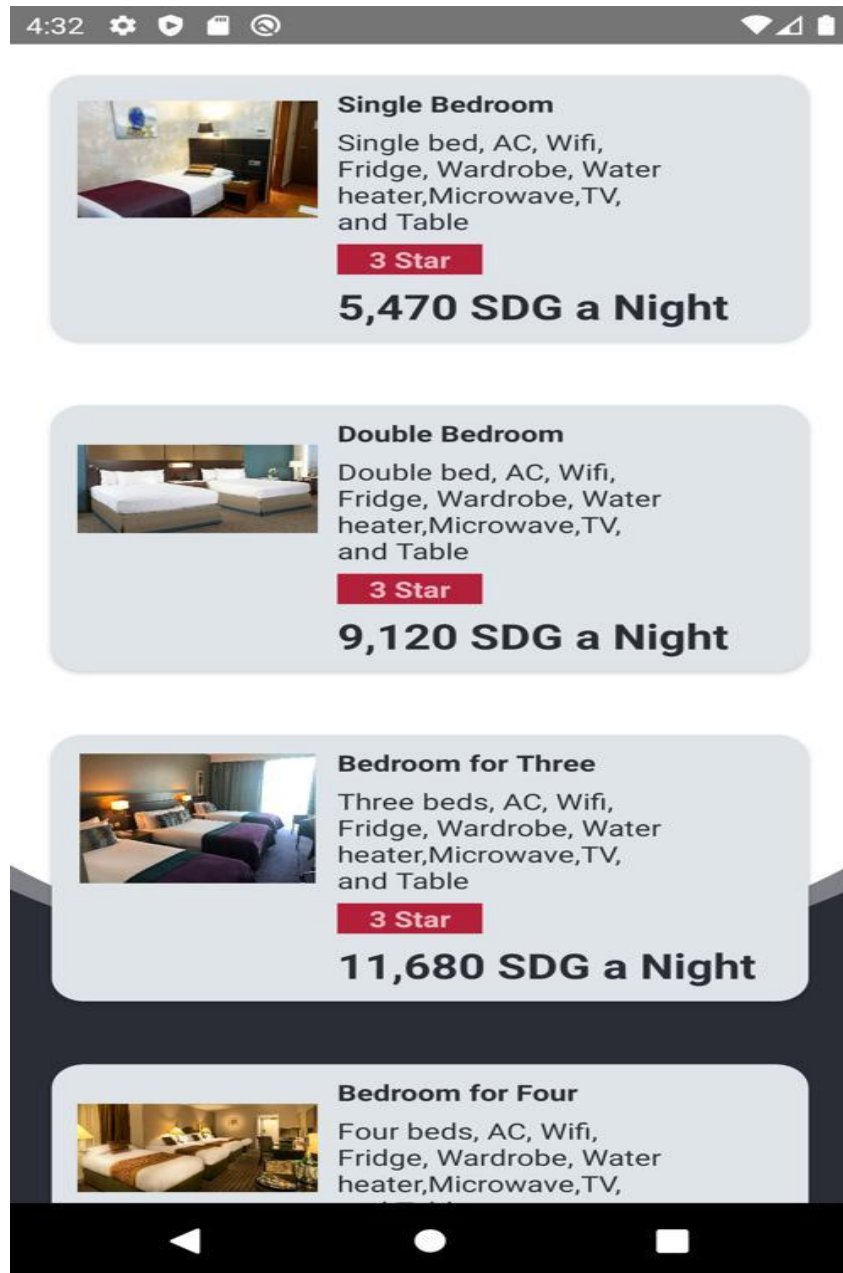 4:32
Single Bedroom
Single bed, AC, Wifi,
Fridge, Wardrobe, Water
heater,Microwave,TV,
and Table
3 Star
5,470 SDG a Night
Double Bedroom
Double bed, AC, Wifi,
Fridge, Wardrobe, Water
heater,Microwave,TV,
and Table
3 Star
9,120 SDG a Night
Bedroom for Three
Three beds, AC, Wifi,
Fridge, Wardrobe, Water
heater,Microwave,TV,
and Table
3 Star
11,680 SDG a Night
Bedroom for Four
Four beds, AC, Wifi,
Fridge, Wardrobe, Water
heater,Microwave,TV,